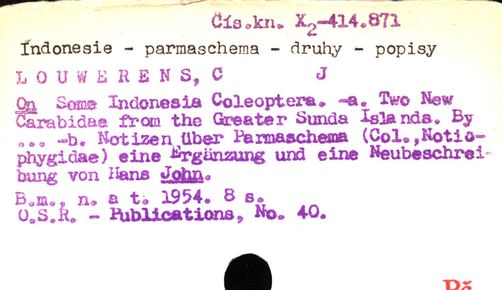 Čís.kn. X2-414.871
Indonesie - parmaschema - druhy - popisy
LOUWERENS, C J
On Some Indonesia Coleoptera. -a. Two New
Carabidae from the Greater Sunda Islands. By
... -b. Notizen über Parmaschema (Col.,Notio-
phygidae) eine Ergänzung und eine Neubeschrei-
bung von Hans John.
B.m., n. a t. 1954. 8 s.
O.S.R. - Publications, No. 40.
Př